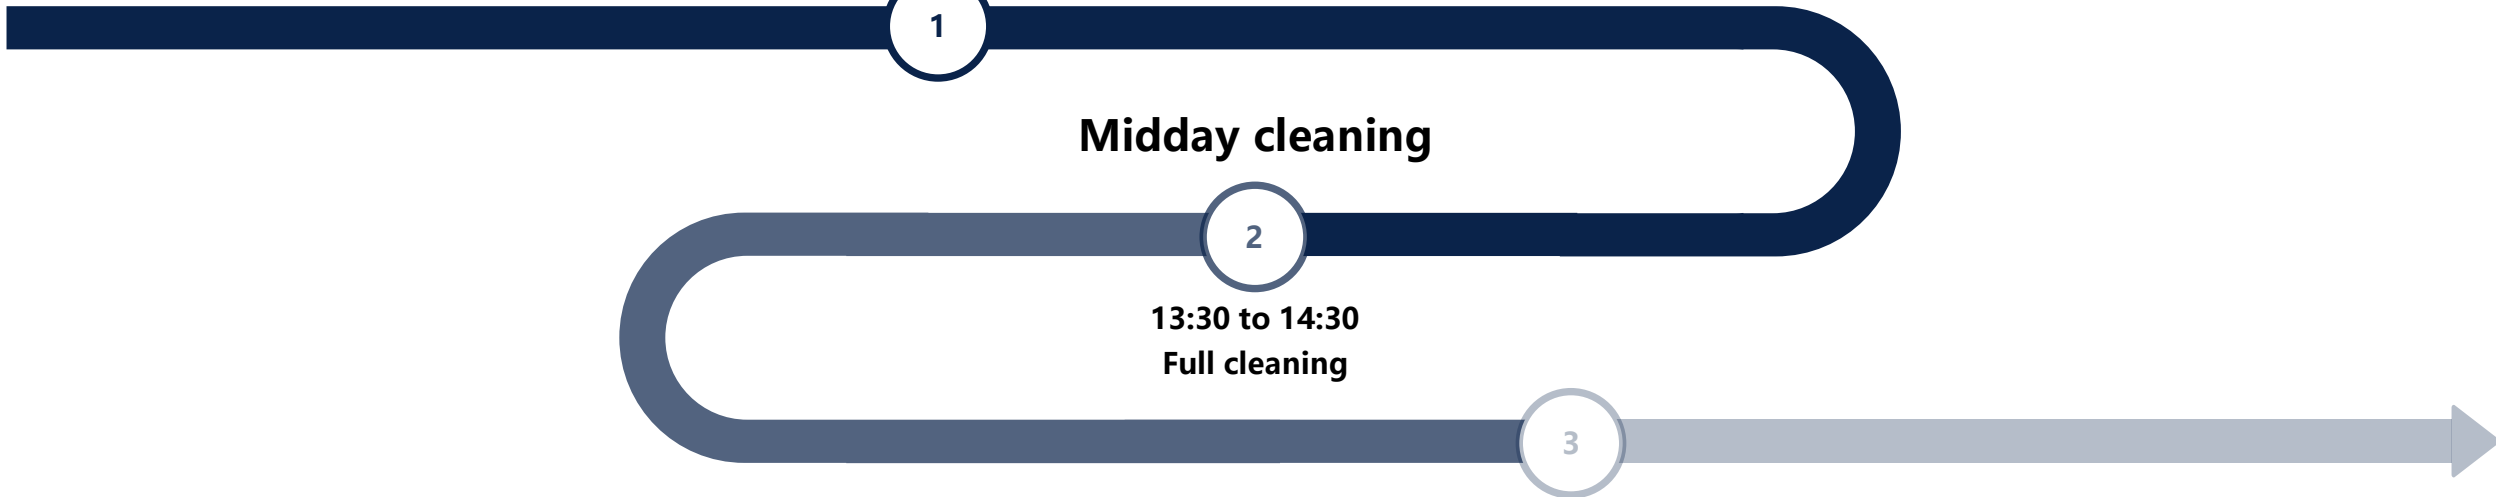 1
Midday cleaning
2
13:30 to 14:30
Full cleaning
3